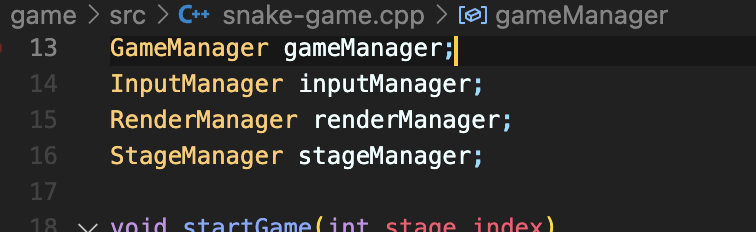 game > src > C++ snake-game.cpp > gameManager
13 GameManager gameManager;
14 InputManager inputManager;
15 RenderManager renderManager;
16 StageManager stageManager;
17
18 void startGame(int stage_index)